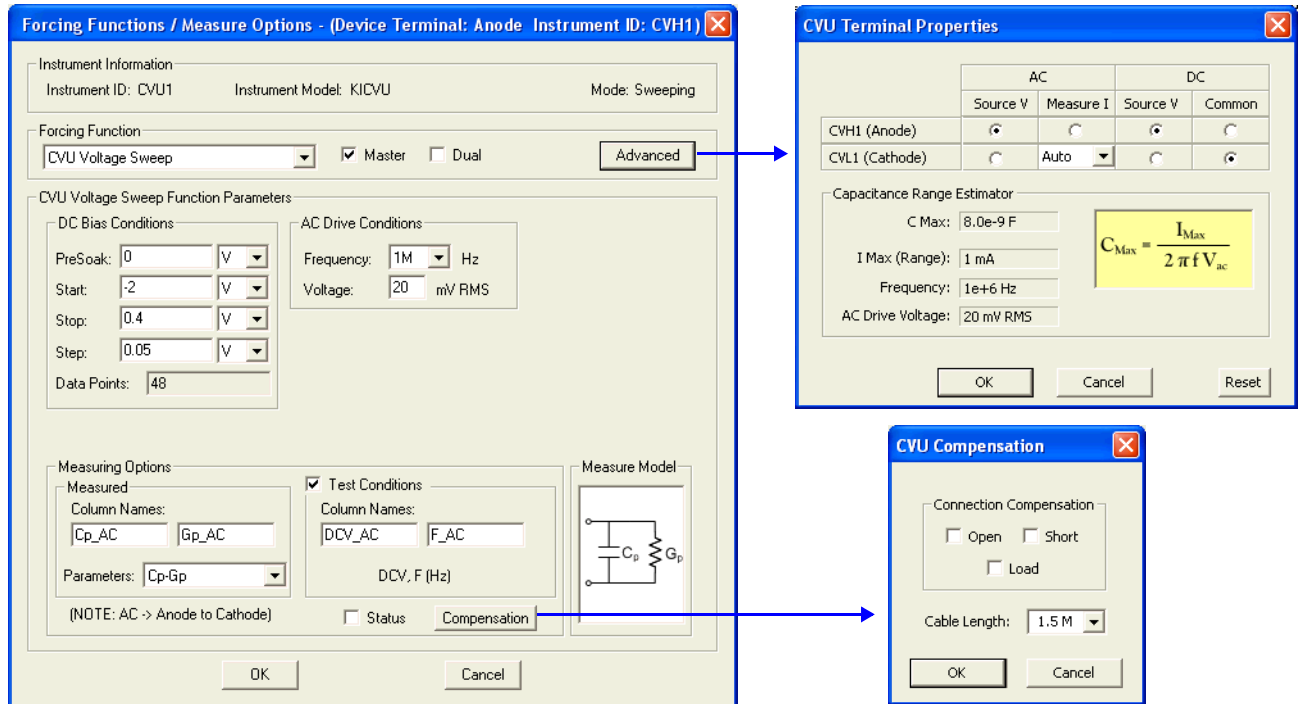 Forcing Functions / Measure Options - (Device Terminal: Anode Instrument ID: CVH1)
Instrument Information
Instrument ID: CVU1 Instrument Model: KICVU Mode: Sweeping
Forcing Function
CVU Voltage Sweep Master Dual Advanced
CVU Voltage Sweep Function Parameters
DC Bias Conditions
PreSoak: 0 V
Start: -2 V
Stop: 0.4 V
Step: 0.05 V
Data Points: 48
AC Drive Conditions
Frequency: 1M Hz
Voltage: 20 mV RMS
Measuring Options
Measured
Column Names:
Cp_AC Gp_AC
Parameters: Cp-Gp
(NOTE: AC -> Anode to Cathode)
Test Conditions
Column Names:
DCV_AC F_AC
DCV, F (Hz)
Status Compensation
Measure Model
Cp Gp
OK Cancel
CVU Terminal Properties
AC DC
Source V Measure I Source V Common
CVH1 (Anode)
CVL1 (Cathode) Auto
Capacitance Range Estimator
C Max: 8.0e-9 F
I Max (Range): 1 mA
Frequency: 1e+6 Hz
AC Drive Voltage: 20 mV RMS
C_Max = I_Max / 2 π f V_ac
OK Cancel Reset
CVU Compensation
Connection Compensation
Open Short
Load
Cable Length: 1.5 M
OK Cancel